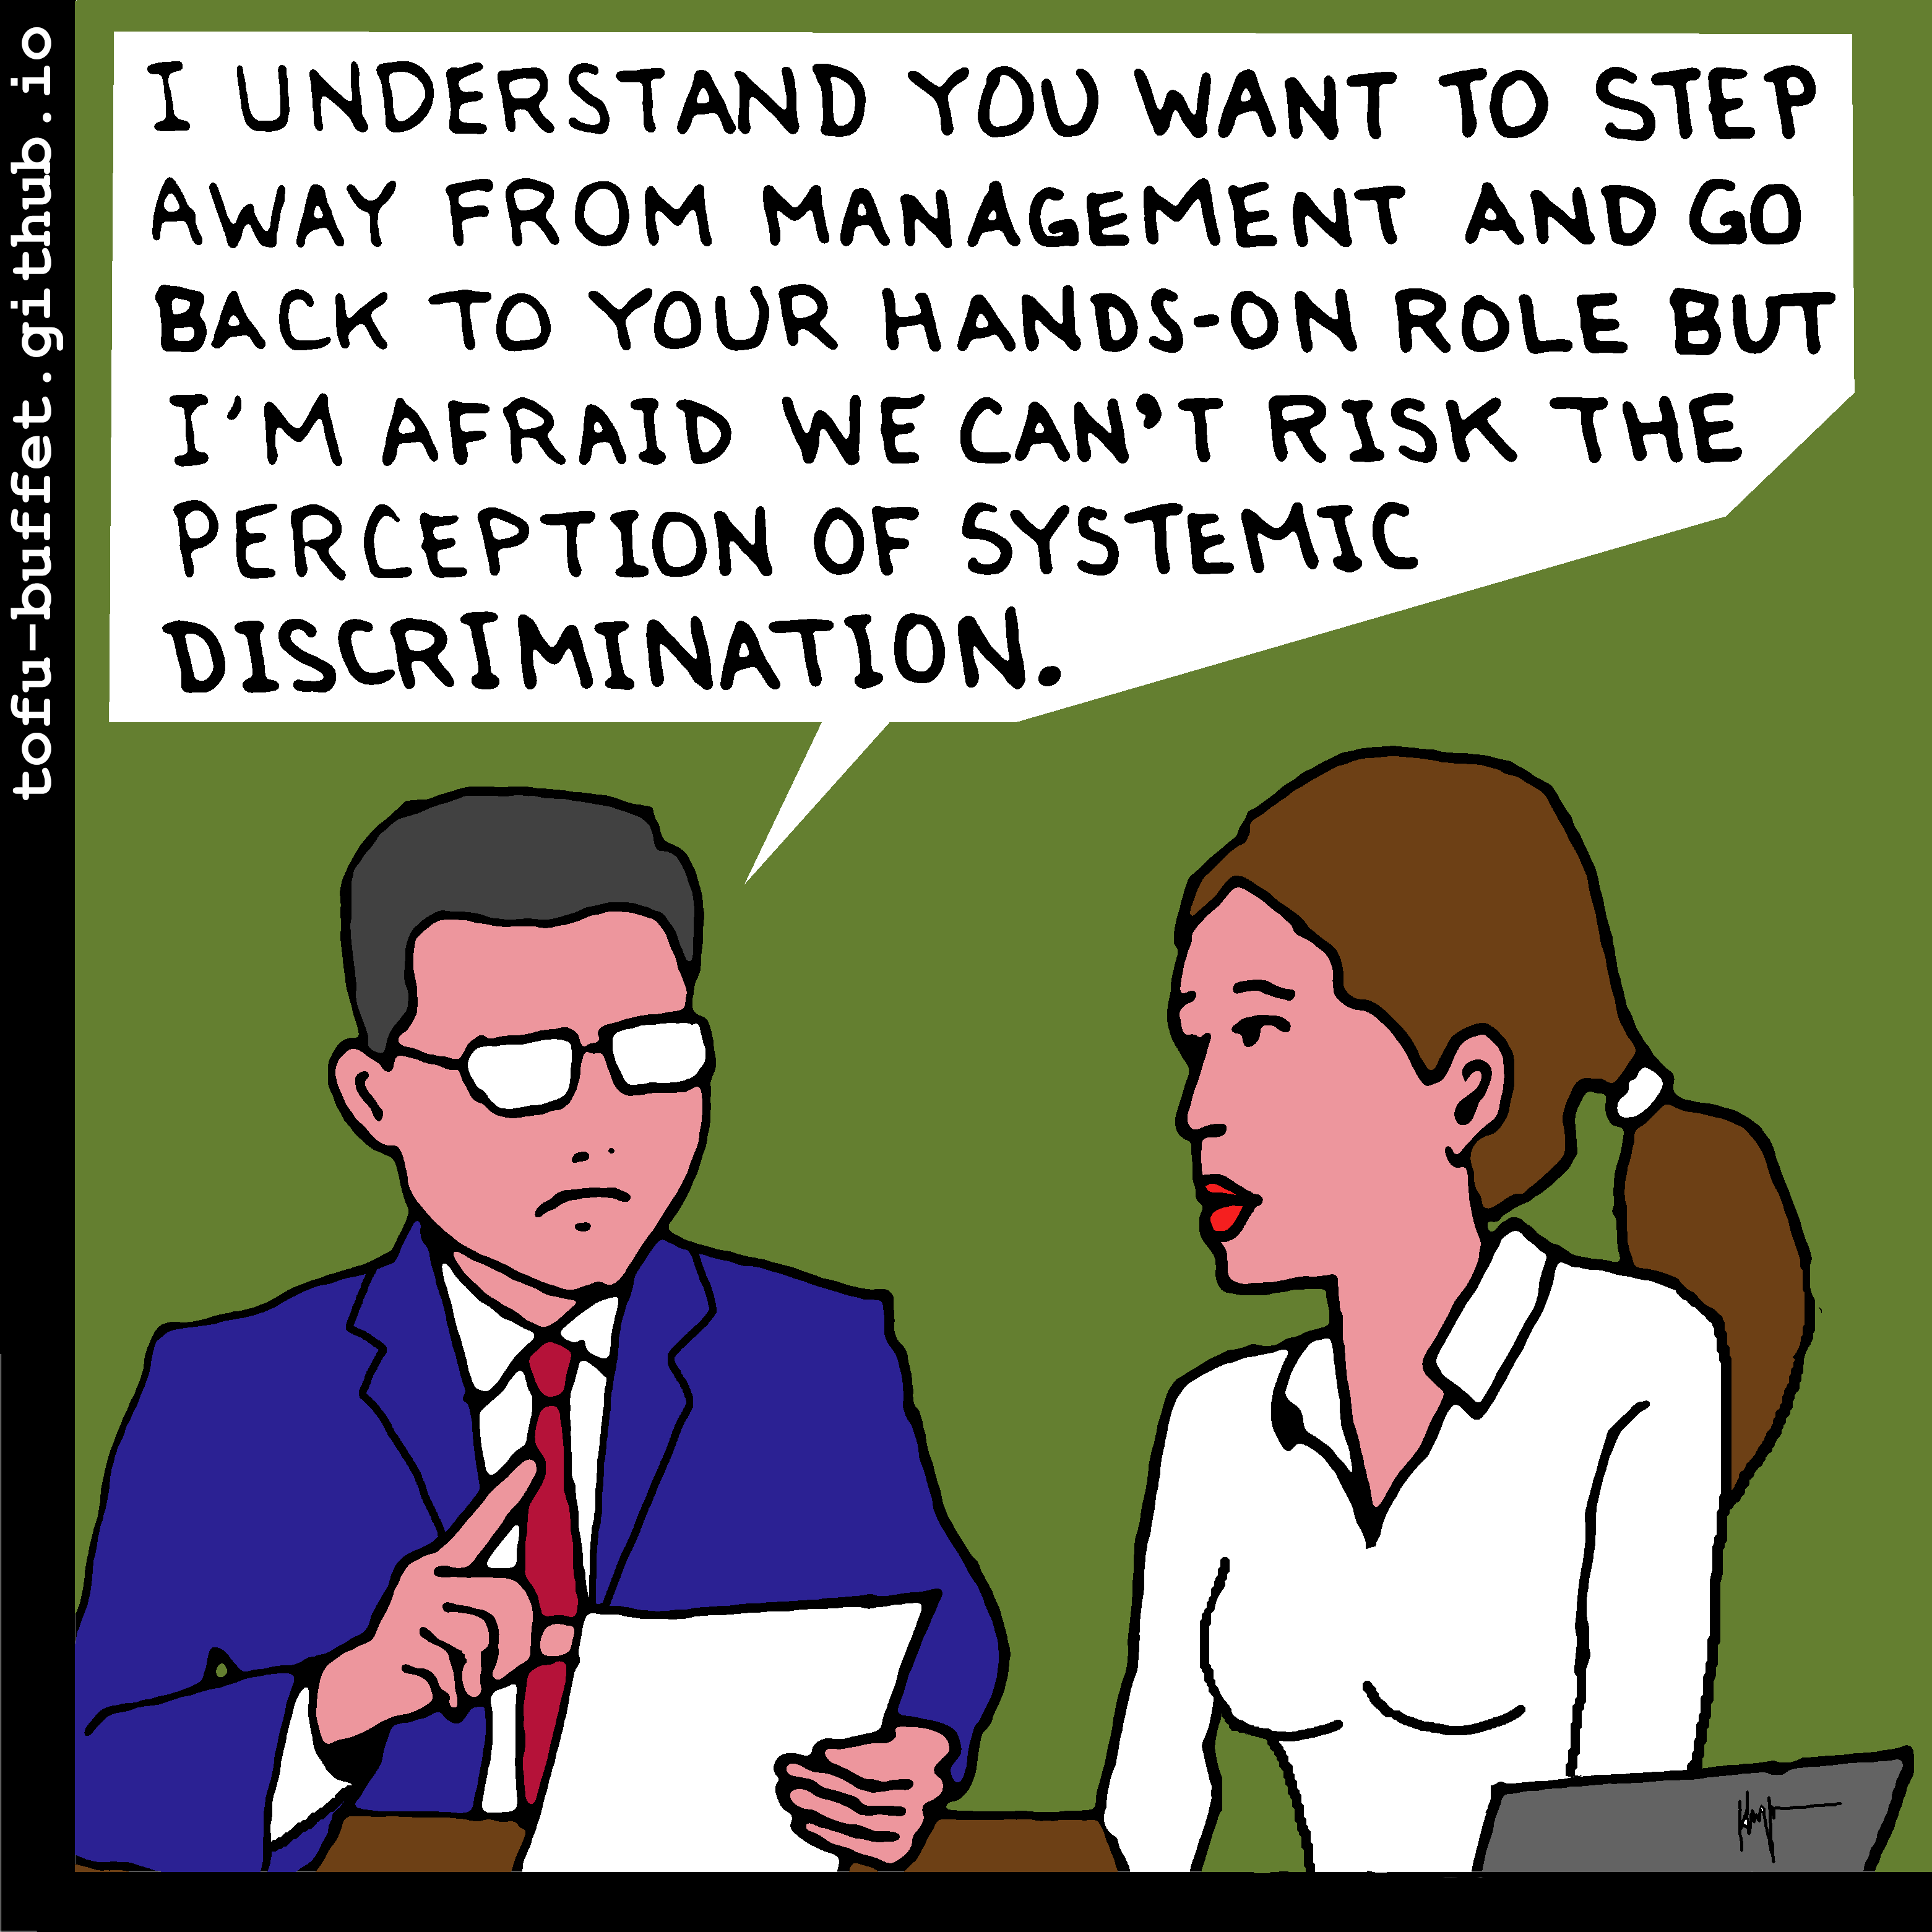 tofu-buffet.github.io
I UNDERSTAND YOU WANT TO STEP
AWAY FROM MANAGEMENT AND GO
BACK TO YOUR HANDS-ON ROLE BUT
I'M AFRAID WE CAN'T RISK THE
PERCEPTION OF SYSTEMIC
DISCRIMINATION.